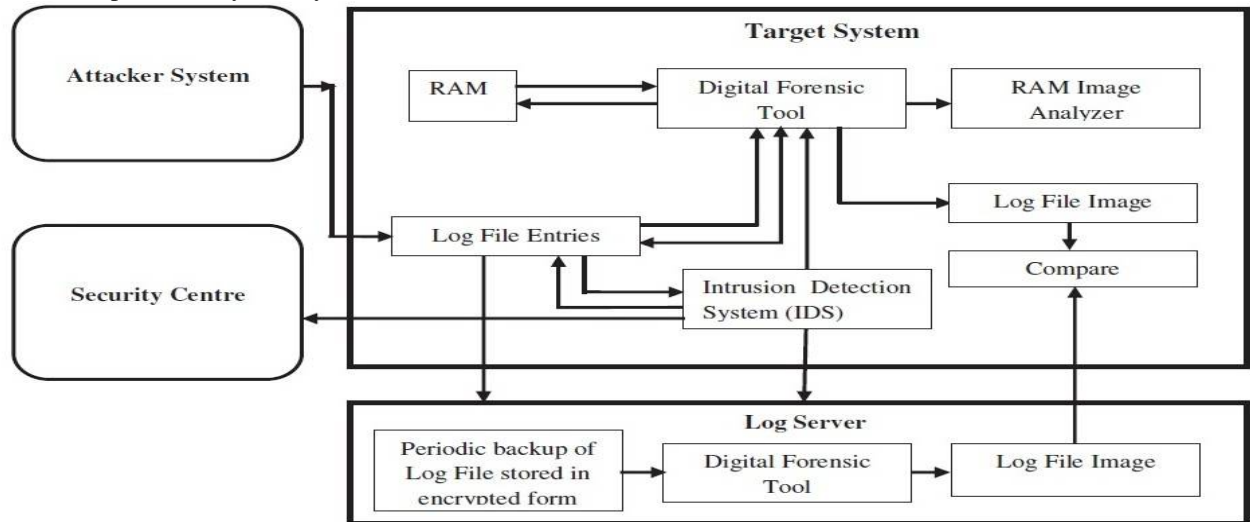 Target System
Attacker System
RAM
Digital Forensic
Tool
RAM Image
Analyzer
Log File Image
Log File Entries
Compare
Security Centre
Intrusion Detection
System (IDS)
Log Server
Periodic backup of
Log File stored in
encrypted form
Digital Forensic
Tool
Log File Image